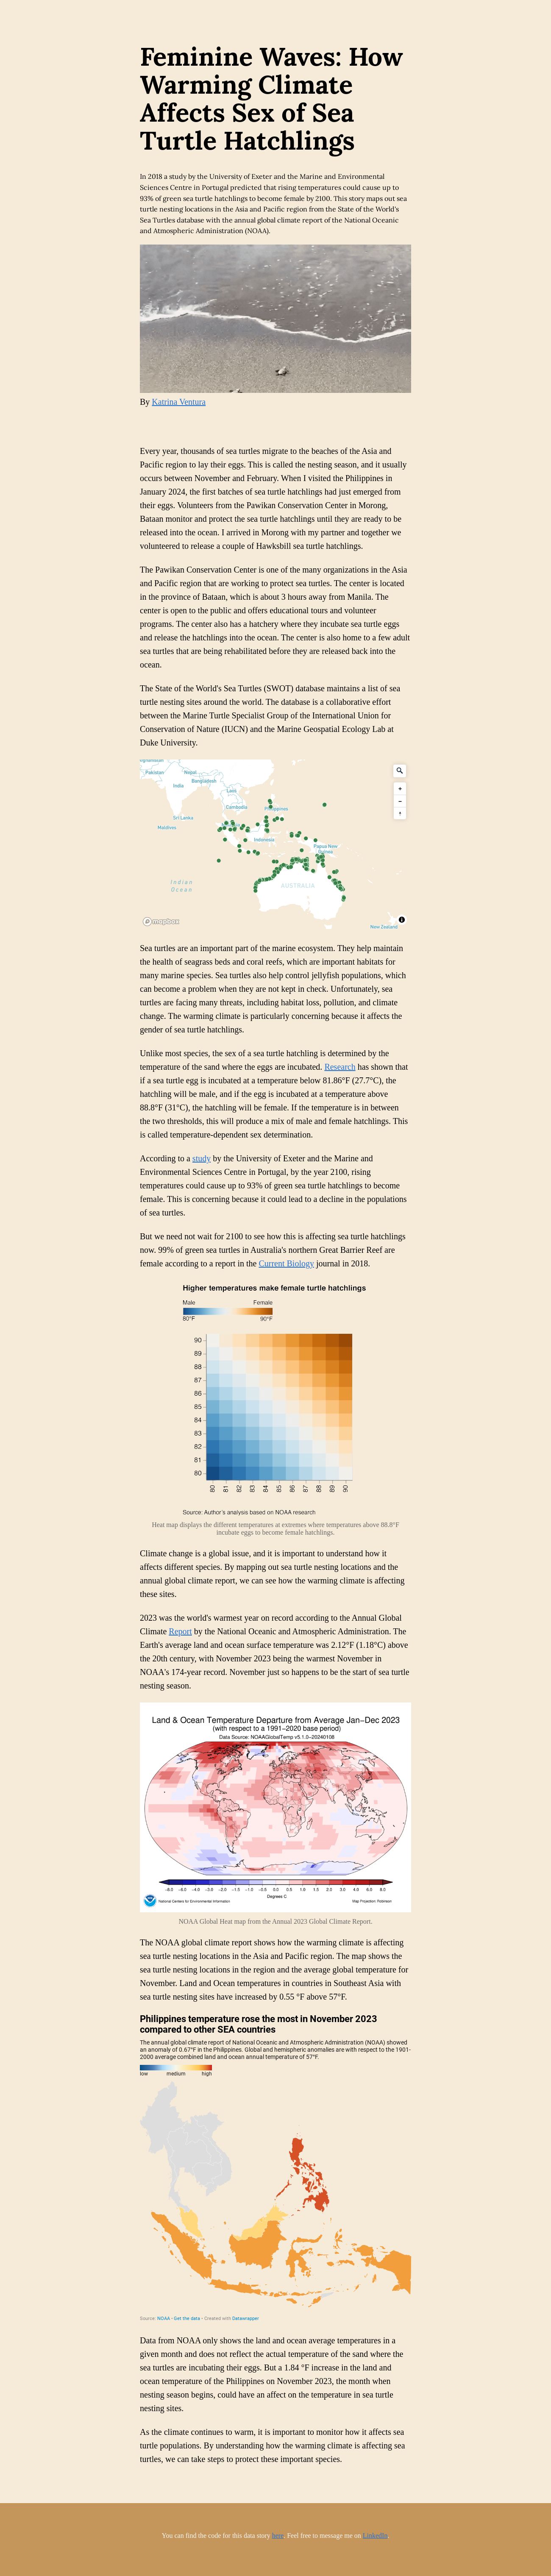 Feminine Waves: How
Warming Climate
Affects Sex of Sea
Turtle Hatchlings
In 2018 a study by the University of Exeter and the Marine and Environmental
Sciences Centre in Portugal predicted that rising temperatures could cause up to
93% of green sea turtle hatchlings to become female by 2100. This story maps out sea
turtle nesting locations in the Asia and Pacific region from the State of the World's
Sea Turtles database with the annual global climate report of the National Oceanic
and Atmospheric Administration (NOAA).
By Katrina Ventura
Every year, thousands of sea turtles migrate to the beaches of the Asia and
Pacific region to lay their eggs. This is called the nesting season, and it usually
occurs between November and February. When I visited the Philippines in
January 2024, the first batches of sea turtle hatchlings had just emerged from
their eggs. Volunteers from the Pawikan Conservation Center in Morong,
Bataan monitor and protect the sea turtle hatchlings until they are ready to be
released into the ocean. I arrived in Morong with my partner and together we
volunteered to release a couple of Hawksbill sea turtle hatchlings.
The Pawikan Conservation Center is one of the many organizations in the Asia
and Pacific region that are working to protect sea turtles. The center is located
in the province of Bataan, which is about 3 hours away from Manila. The
center is open to the public and offers educational tours and volunteer
programs. The center also has a hatchery where they incubate sea turtle eggs
and release the hatchlings into the ocean. The center is also home to a few adult
sea turtles that are being rehabilitated before they are released back into the
ocean.
The State of the World's Sea Turtles (SWOT) database maintains a list of sea
turtle nesting sites around the world. The database is a collaborative effort
between the Marine Turtle Specialist Group of the International Union for
Conservation of Nature (IUCN) and the Marine Geospatial Ecology Lab at
Duke University.
Pakistan
Nepal
Bangladesh
India
Laos
Cambodia
Philippines
Sri Lanka
Maldives
Indonesia
Papua New
Guinea
Indian
Ocean
AUSTRALIA
mapbox
New Zealand
Sea turtles are an important part of the marine ecosystem. They help maintain
the health of seagrass beds and coral reefs, which are important habitats for
many marine species. Sea turtles also help control jellyfish populations, which
can become a problem when they are not kept in check. Unfortunately, sea
turtles are facing many threats, including habitat loss, pollution, and climate
change. The warming climate is particularly concerning because it affects the
gender of sea turtle hatchlings.
Unlike most species, the sex of a sea turtle hatchling is determined by the
temperature of the sand where the eggs are incubated. Research has shown that
if a sea turtle egg is incubated at a temperature below 81.86°F (27.7°C), the
hatchling will be male, and if the egg is incubated at a temperature above
88.8°F (31°C), the hatchling will be female. If the temperature is in between
the two thresholds, this will produce a mix of male and female hatchlings. This
is called temperature-dependent sex determination.
According to a study by the University of Exeter and the Marine and
Environmental Sciences Centre in Portugal, by the year 2100, rising
temperatures could cause up to 93% of green sea turtle hatchlings to become
female. This is concerning because it could lead to a decline in the populations
of sea turtles.
But we need not wait for 2100 to see how this is affecting sea turtle hatchlings
now. 99% of green sea turtles in Australia's northern Great Barrier Reef are
female according to a report in the Current Biology journal in 2018.
Higher temperatures make female turtle hatchlings
Male Female
80°F 90°F
90
89
88
87
86
85
84
83
82
81
80
80 81 82 83 84 85 86 87 88 89 90
Source: Author's analysis based on NOAA research
Heat map displays the different temperatures at extremes where temperatures above 88.8°F
incubate eggs to become female hatchlings.
Climate change is a global issue, and it is important to understand how it
affects different species. By mapping out sea turtle nesting locations and the
annual global climate report, we can see how the warming climate is affecting
these sites.
2023 was the world's warmest year on record according to the Annual Global
Climate Report by the National Oceanic and Atmospheric Administration. The
Earth's average land and ocean surface temperature was 2.12°F (1.18°C) above
the 20th century, with November 2023 being the warmest November in
NOAA's 174-year record. November just so happens to be the start of sea turtle
nesting season.
Land & Ocean Temperature Departure from Average Jan–Dec 2023
(with respect to a 1991–2020 base period)
Data Source: NOAAGlobalTemp v5.1.0–20240108
-8.0 -6.0 -4.0 -3.0 -2.0 -1.5 -1.0 -0.5 0.0 0.5 1.0 1.5 2.0 3.0 4.0 6.0 8.0
Degrees C
National Centers for Environmental Information
Map Projection: Robinson
NOAA Global Heat map from the Annual 2023 Global Climate Report.
The NOAA global climate report shows how the warming climate is affecting
sea turtle nesting locations in the Asia and Pacific region. The map shows the
sea turtle nesting locations in the region and the average global temperature for
November. Land and Ocean temperatures in countries in Southeast Asia with
sea turtle nesting sites have increased by 0.55 °F above 57°F.
Philippines temperature rose the most in November 2023
compared to other SEA countries
The annual global climate report of National Oceanic and Atmospheric Administration (NOAA) showed
an anomaly of 0.67°F in the Philippines. Global and hemispheric anomalies are with respect to the 1901-
2000 average combined land and ocean annual temperature of 57°F.
low medium high
Source: NOAA • Get the data • Created with Datawrapper
Data from NOAA only shows the land and ocean average temperatures in a
given month and does not reflect the actual temperature of the sand where the
sea turtles are incubating their eggs. But a 1.84 °F increase in the land and
ocean temperature of the Philippines on November 2023, the month when
nesting season begins, could have an affect on the temperature in sea turtle
nesting sites.
As the climate continues to warm, it is important to monitor how it affects sea
turtle populations. By understanding how the warming climate is affecting sea
turtles, we can take steps to protect these important species.
You can find the code for this data story here. Feel free to message me on LinkedIn.